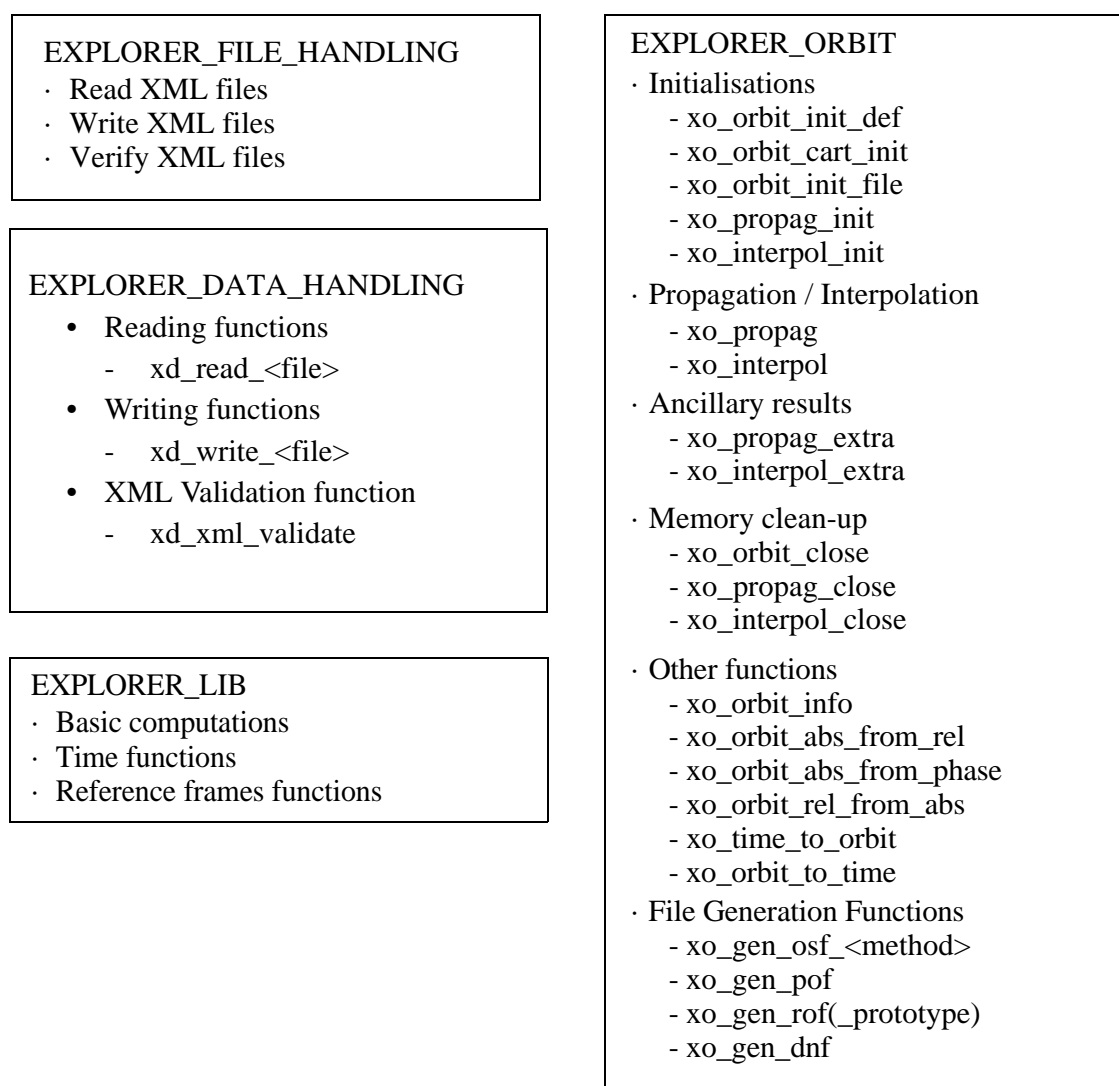 EXPLORER_FILE_HANDLING
· Read XML files
· Write XML files
· Verify XML files
EXPLORER_DATA_HANDLING
• Reading functions
- xd_read_<file>
• Writing functions
- xd_write_<file>
• XML Validation function
- xd_xml_validate
EXPLORER_LIB
· Basic computations
· Time functions
· Reference frames functions
EXPLORER_ORBIT
· Initialisations
- xo_orbit_init_def
- xo_orbit_cart_init
- xo_orbit_init_file
- xo_propag_init
- xo_interpol_init
· Propagation / Interpolation
- xo_propag
- xo_interpol
· Ancillary results
- xo_propag_extra
- xo_interpol_extra
· Memory clean-up
- xo_orbit_close
- xo_propag_close
- xo_interpol_close
· Other functions
- xo_orbit_info
- xo_orbit_abs_from_rel
- xo_orbit_abs_from_phase
- xo_orbit_rel_from_abs
- xo_time_to_orbit
- xo_orbit_to_time
· File Generation Functions
- xo_gen_osf_<method>
- xo_gen_pof
- xo_gen_rof(_prototype)
- xo_gen_dnf